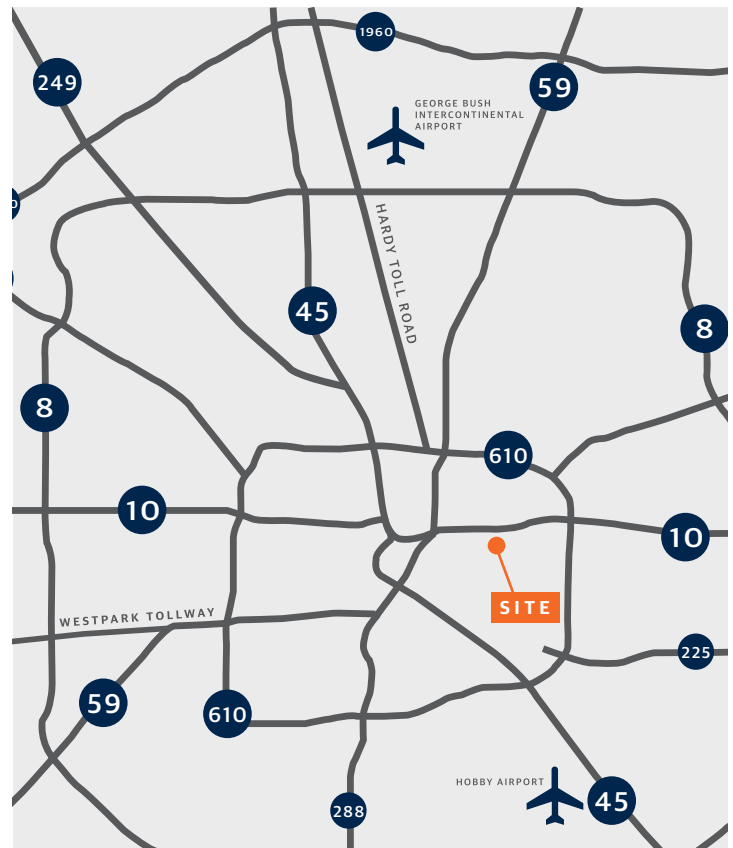 1960
249
59
GEORGE BUSH
INTERCONTINENTAL
AIRPORT
HARDY TOLL ROAD
45
8
8
610
10
10
SITE
WESTPARK TOLLWAY
225
59
610
HOBBY AIRPORT
45
288